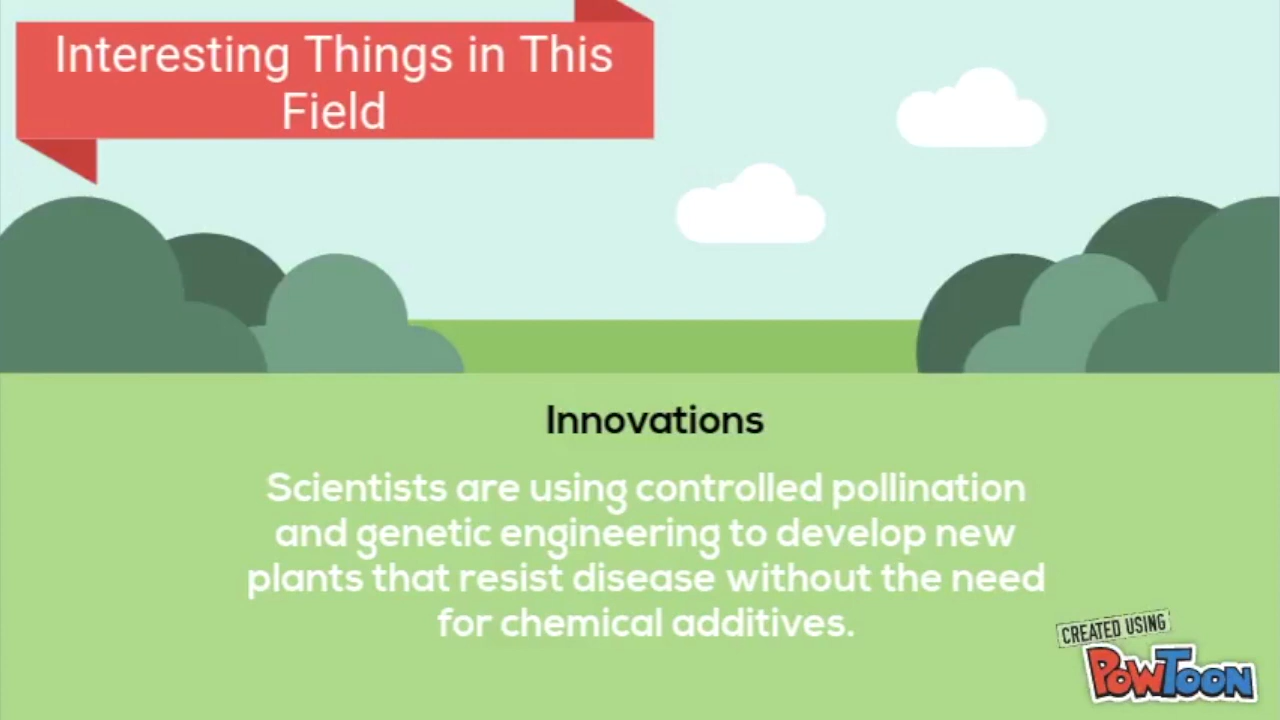 Interesting Things in This
Field
Innovations
Scientists are using controlled pollination
and genetic engineering to develop new
plants that resist disease without the need
for chemical additives.
CREATED USING
POWTOON